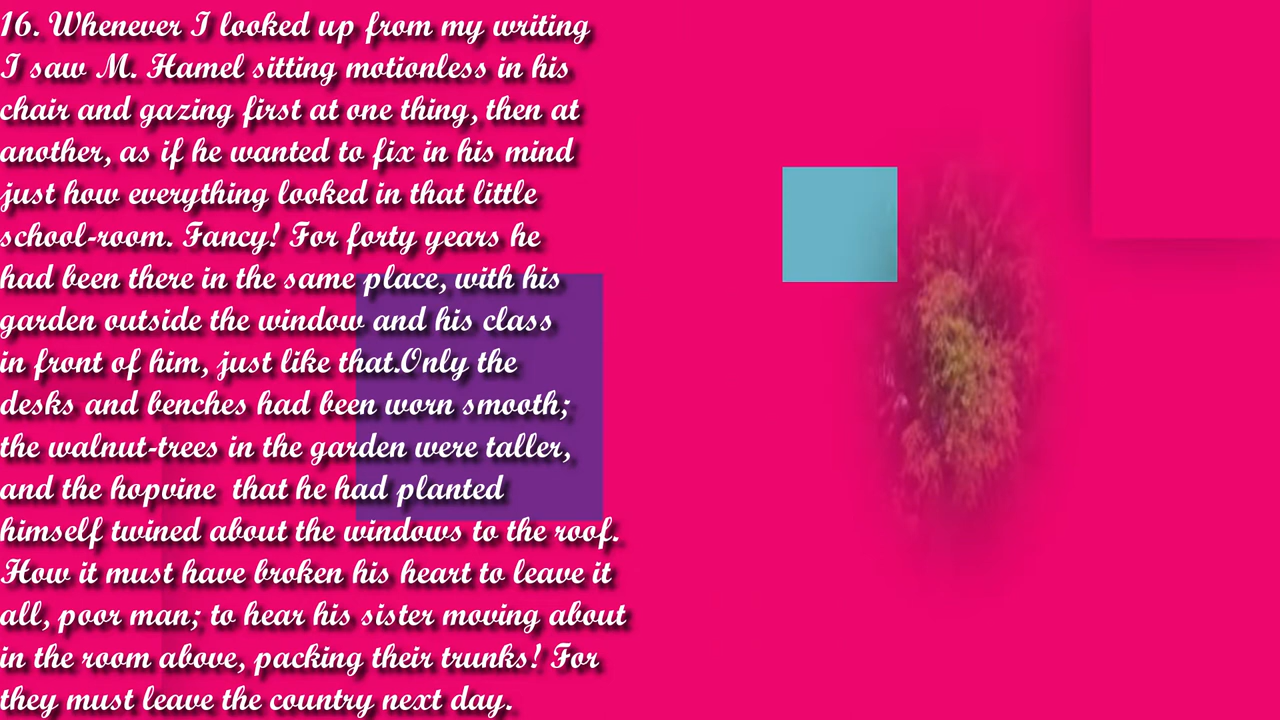 16. Whenever I looked up from my writing
I saw M. Hamel sitting motionless in his
chair and gazing first at one thing, then at
another, as if he wanted to fix in his mind
just how everything looked in that little
school-room. Fancy! For forty years he
had been there in the same place, with his
garden outside the window and his class
in front of him, just like that.Only the
desks and benches had been worn smooth;
the walnut-trees in the garden were taller,
and the hopvine that he had planted
himself twined about the windows to the roof.
How it must have broken his heart to leave it
all, poor man; to hear his sister moving about
in the room above, packing their trunks! For
they must leave the country next day.